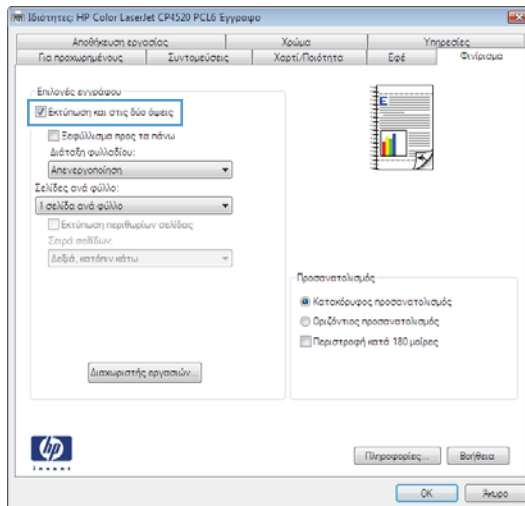 Ιδιότητες: HP Color LaserJet CP4520 PCL6 Έγγραφο
Αποθήκευση εργασίας Χρώμα Υπηρεσίες
Για προχωρημένους Συντομεύσεις Χαρτί/Ποιότητα Εφέ Φινίρισμα
Επιλογές εγγράφου
Εκτύπωση και στις δύο όψεις
Ξεφύλλισμα προς τα πάνω
Διάταξη φυλλαδίου:
Απενεργοποίηση
Σελίδες ανά φύλλο:
1 σελίδα ανά φύλλο
Εκτύπωση περιθωρίων σελίδας
Σειρά σελίδων:
Δεξιά, κατόπιν κάτω
Διαχωριστής εργασιών...
E
Προσανατολισμός
Κατακόρυφος προσανατολισμός
Οριζόντιος προσανατολισμός
Περιστροφή κατά 180 μοίρες
hp
invent
Πληροφορίες... Βοήθεια
OK Άκυρο